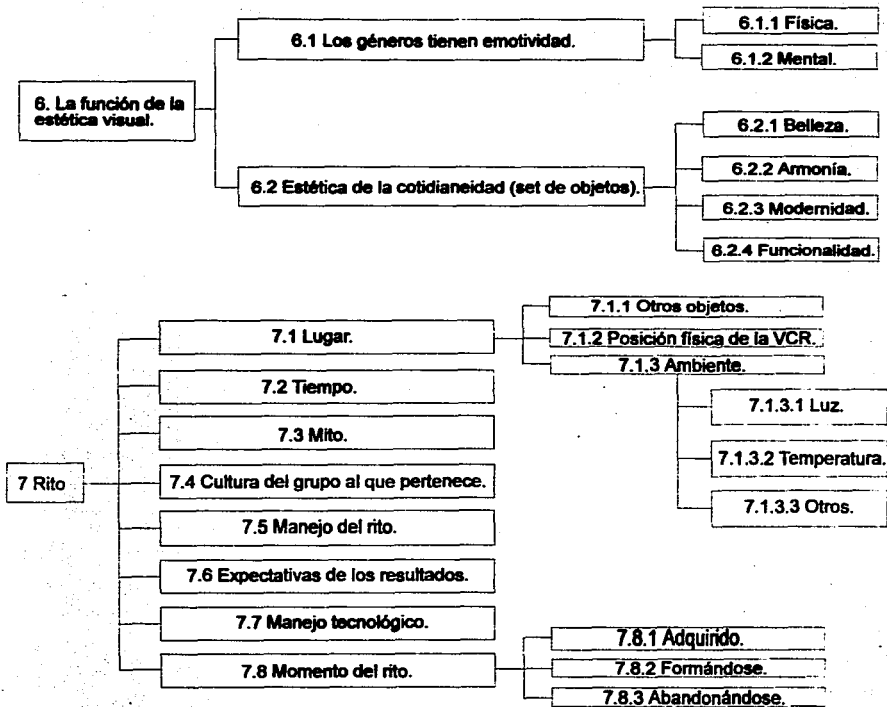 6. La función de la
estética visual.
6.1 Los géneros tienen emotividad.
6.1.1 Física.
6.1.2 Mental.
6.2 Estética de la cotidianeidad (set de objetos).
6.2.1 Belleza.
6.2.2 Armonía.
6.2.3 Modernidad.
6.2.4 Funcionalidad.
7 Rito
7.1 Lugar.
7.1.1 Otros objetos.
7.1.2 Posición física de la VCR.
7.1.3 Ambiente.
7.1.3.1 Luz.
7.1.3.2 Temperatura.
7.1.3.3 Otros.
7.2 Tiempo.
7.3 Mito.
7.4 Cultura del grupo al que pertenece.
7.5 Manejo del rito.
7.6 Expectativas de los resultados.
7.7 Manejo tecnológico.
7.8 Momento del rito.
7.8.1 Adquirido.
7.8.2 Formándose.
7.8.3 Abandonándose.